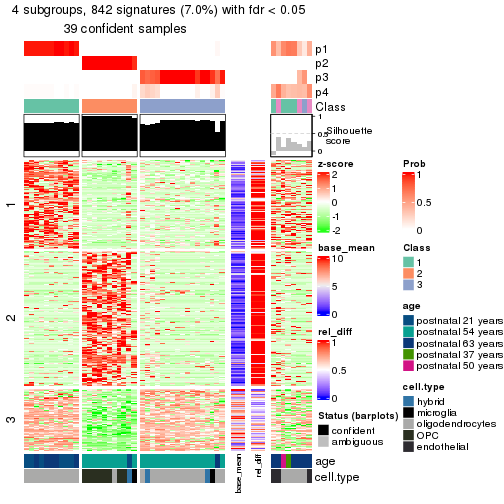 4 subgroups, 842 signatures (7.0%) with fdr < 0.05
39 confident samples
p1
p2
p3
p4
Class
1
0.5
0
Silhouette
score
1
2
3
z-score
2
1
0
-1
-2
base_mean
10
5
0
rel_diff
1
0.5
0
Status (barplots)
confident
ambiguous
Prob
1
0.5
0
Class
1
2
3
age
postnatal 21 years
postnatal 54 years
postnatal 63 years
postnatal 37 years
postnatal 50 years
cell.type
hybrid
microglia
oligodendrocytes
OPC
endothelial
age
cell.type
base_mean
rel_diff